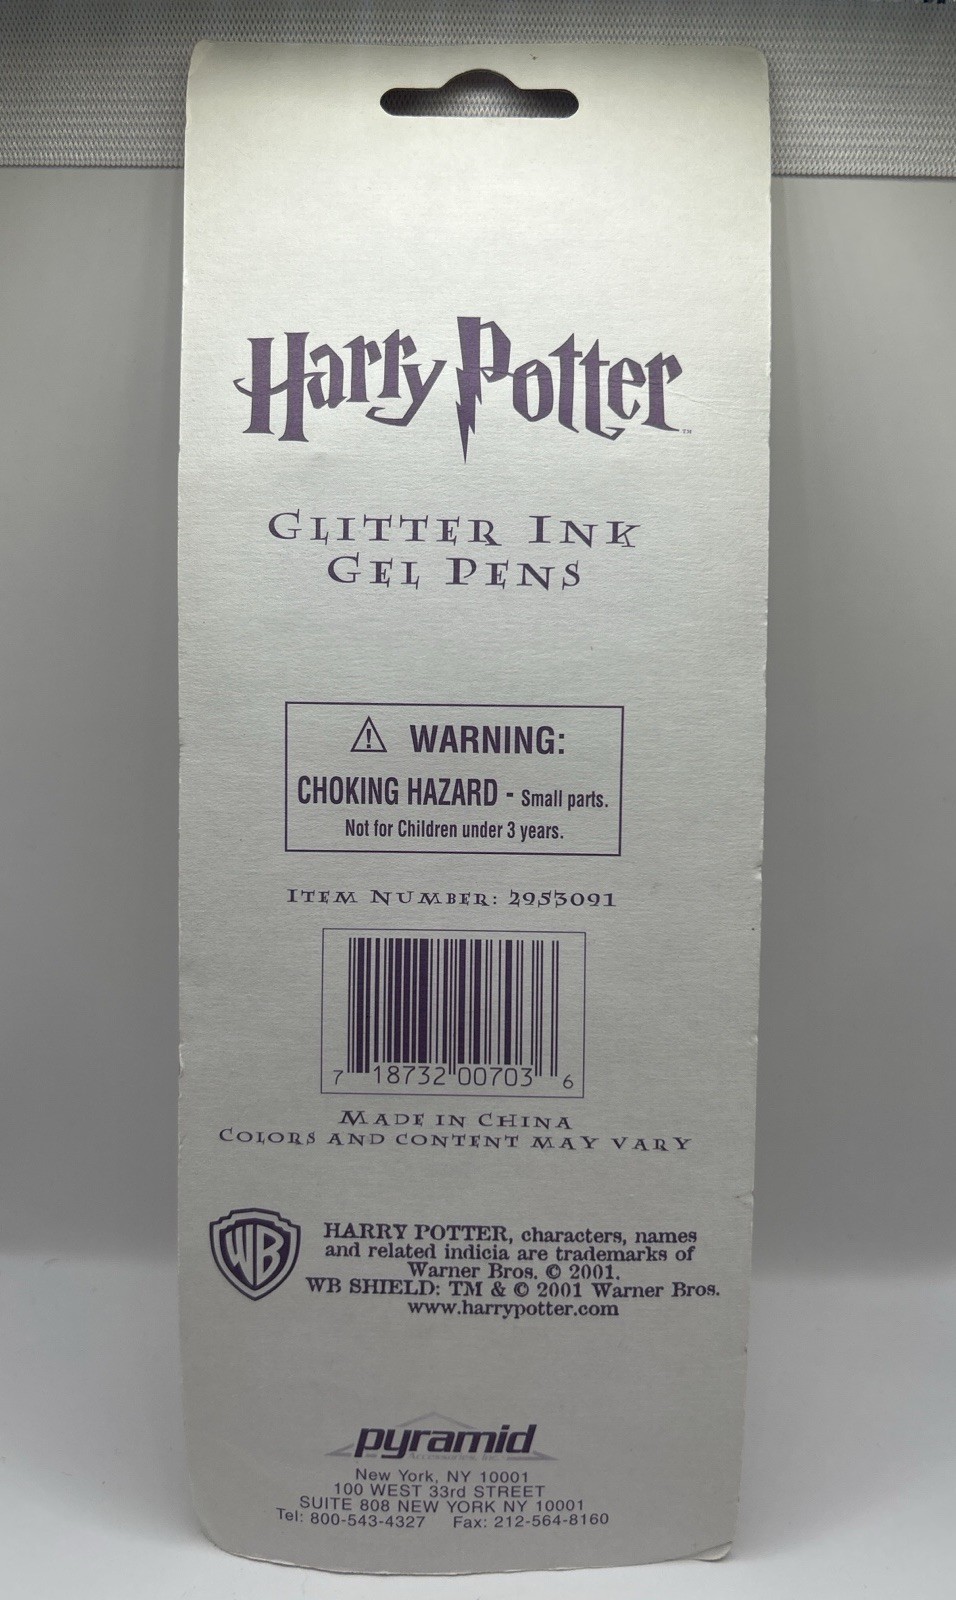 Harry Potter™
GLITTER INK
GEL PENS
⚠ WARNING:
CHOKING HAZARD - Small parts.
Not for Children under 3 years.
ITEM NUMBER: 2953091
7 18732 00703 6
MADE IN CHINA
COLORS AND CONTENT MAY VARY
WB
HARRY POTTER, characters, names
and related indicia are trademarks of
Warner Bros. © 2001.
WB SHIELD: TM & © 2001 Warner Bros.
www.harrypotter.com
pyramid
ACCESSORIES, INC.
New York, NY 10001
100 WEST 33rd STREET
SUITE 808 NEW YORK NY 10001
Tel: 800-543-4327 Fax: 212-564-8160